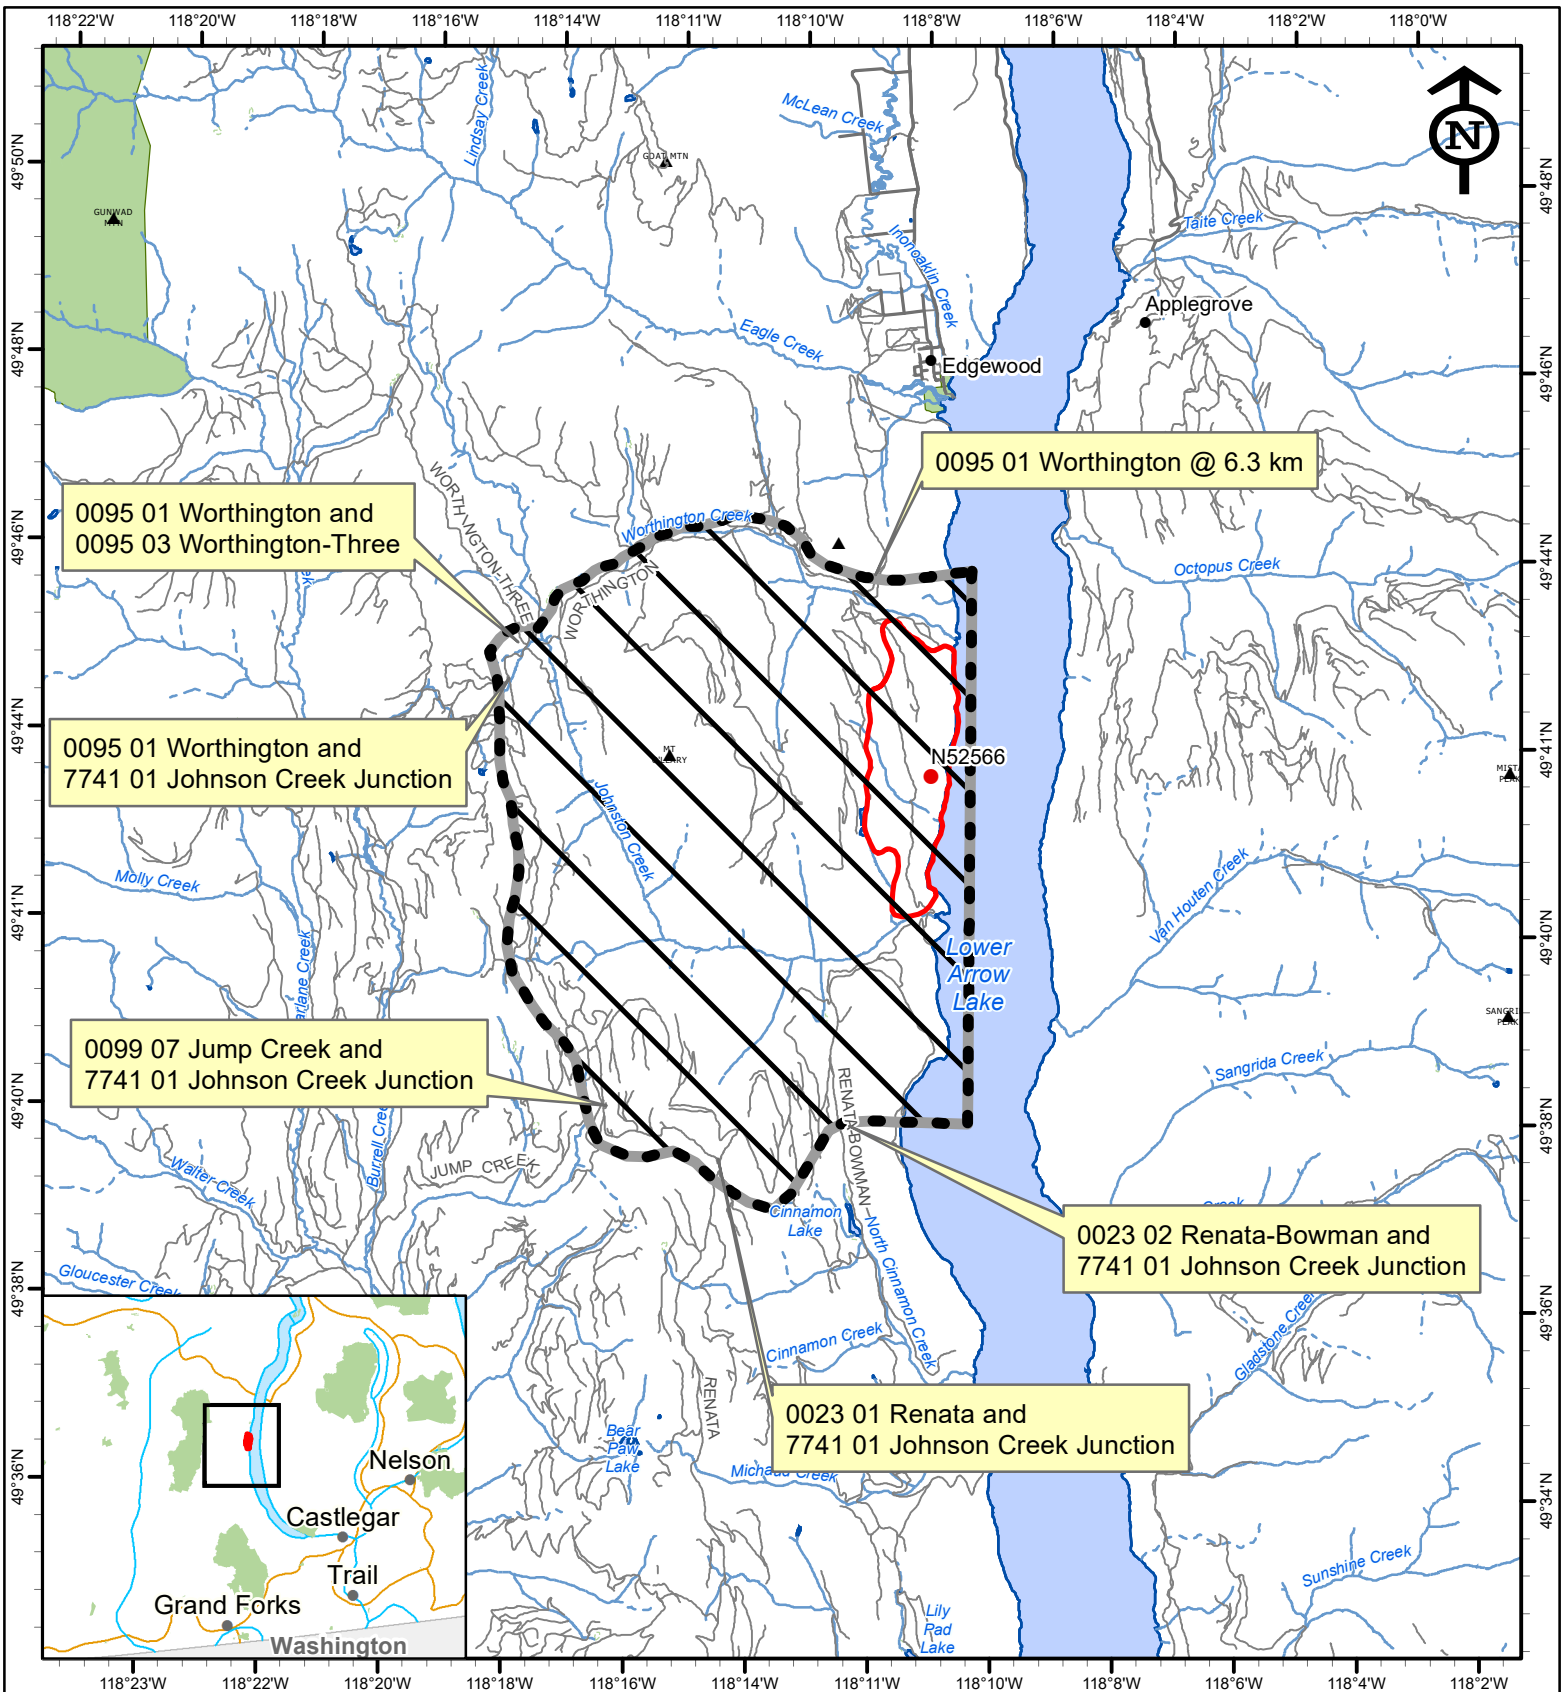 118°22'W 118°20'W 118°22'W 118°16'W 118°14'W 118°11'W 118°10'W 118°8'W 118°6'W 118°4'W 118°2'W 118°0'W
49°50'N
49°48'N
49°46'N
49°44'N
49°41'N
49°40'N
49°38'N
49°36'N
49°48'N
49°46'N
49°44'N
49°41'N
49°40'N
49°38'N
49°36'N
49°34'N
N
Lindsay Creek
McLean Creek
GOAT MTN
GUNWAD
MTN
Taite Creek
Inonoaklin Creek
Applegrove
Eagle Creek
Edgewood
0095 01 Worthington @ 6.3 km
0095 01 Worthington and
0095 03 Worthington-Three
Worthington Creek
WORTHINGTON
Octopus Creek
0095 01 Worthington and
7741 01 Johnson Creek Junction
MT
N52566
Johnston Creek
Molly Creek
Van Houten Creek
Lower
Arrow
Lake
0099 07 Jump Creek and
7741 01 Johnson Creek Junction
Sangrida Creek
RENATA-BOWMAN
Walter Creek
JUMP CREEK
Cinnamon
Lake
North Cinnamon Creek
0023 02 Renata-Bowman and
7741 01 Johnson Creek Junction
Cinnamon Creek
RENATA
0023 01 Renata and
7741 01 Johnson Creek Junction
Bear
Paw
Lake
Sunshine Creek
Lily
Pad
Lake
Nelson
Castlegar
Trail
Grand Forks
Washington
118°23'W 118°22'W 118°20'W 118°18'W 118°16'W 118°14'W 118°11'W 118°10'W 118°8'W 118°6'W 118°4'W 118°2'W